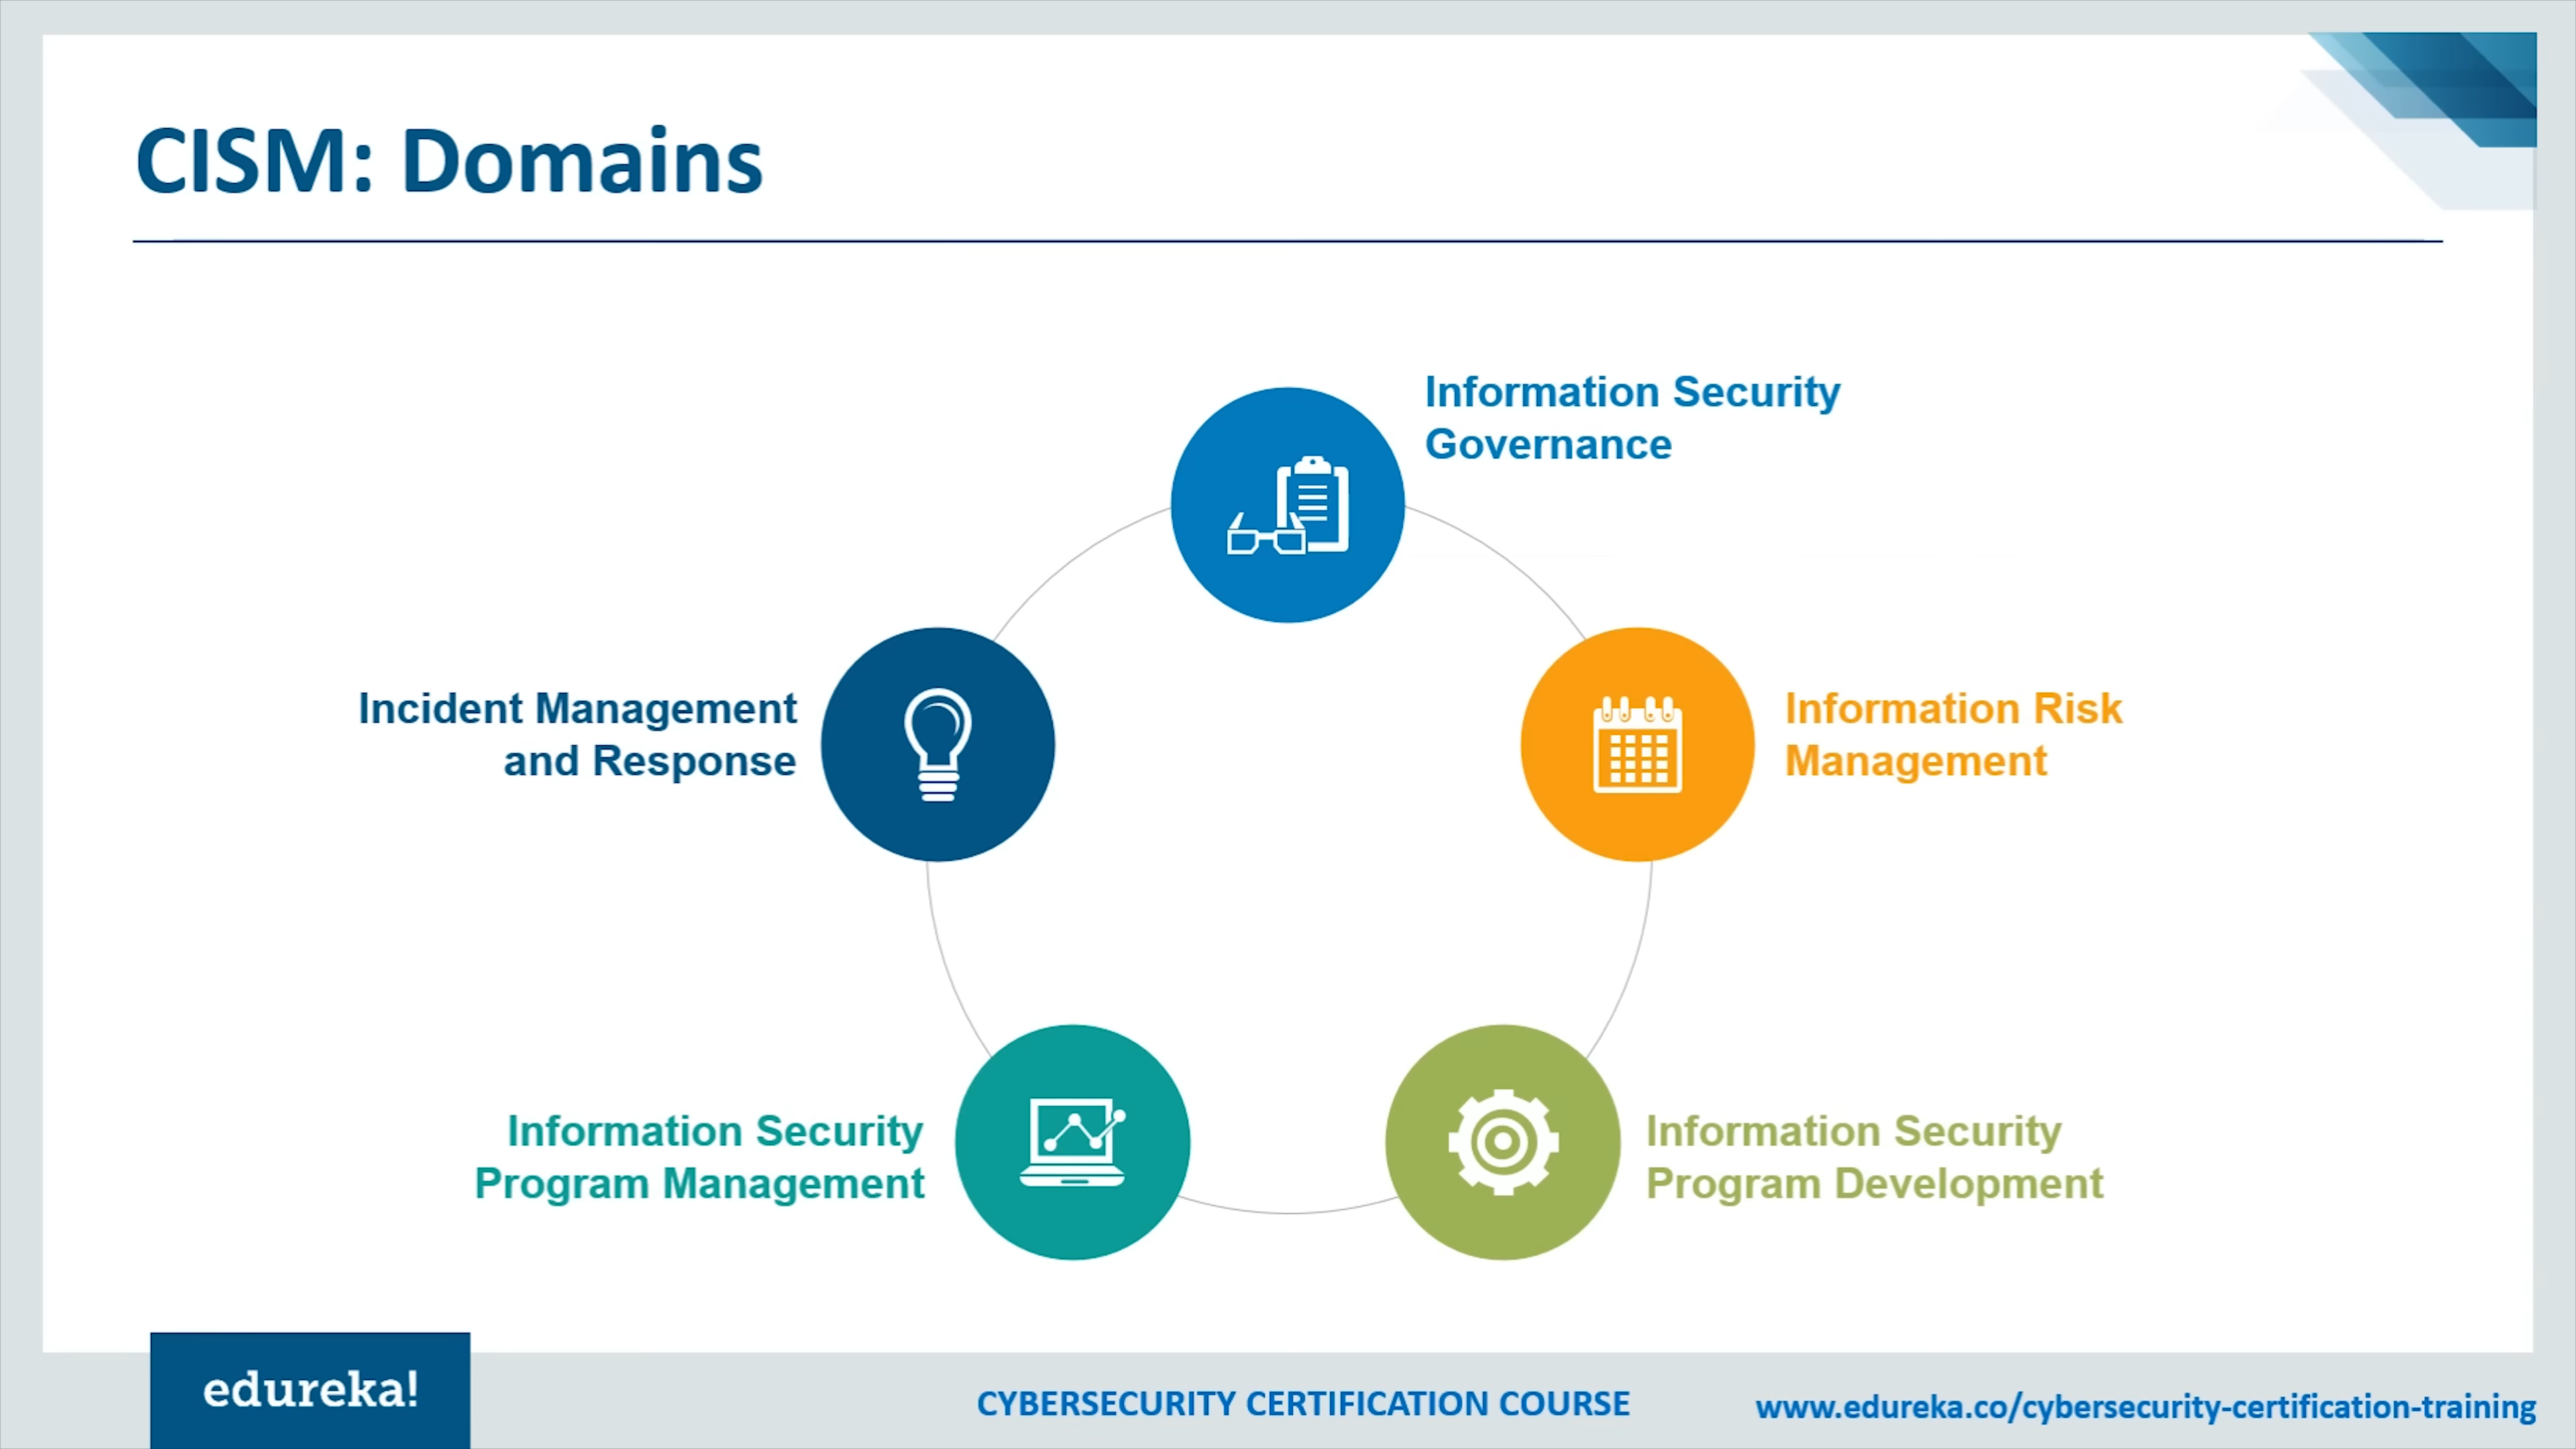 CISM: Domains
Information Security
Governance
Incident Management
and Response
Information Risk
Management
Information Security
Program Management
Information Security
Program Development
edureka!
CYBERSECURITY CERTIFICATION COURSE
www.edureka.co/cybersecurity-certification-training